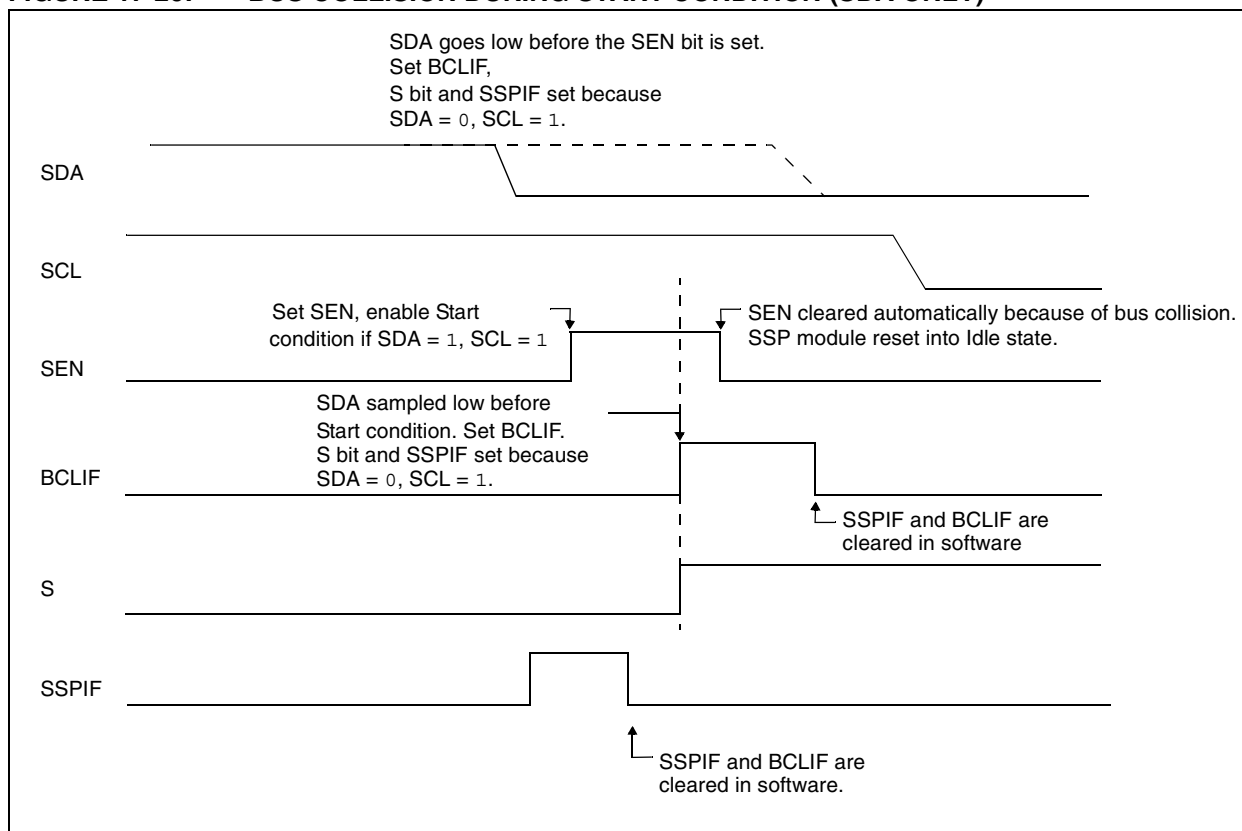 SDA goes low before the SEN bit is set.
Set BCLIF,
S bit and SSPIF set because
SDA = 0, SCL = 1.
SDA
SCL
Set SEN, enable Start
condition if SDA = 1, SCL = 1
SEN cleared automatically because of bus collision.
SSP module reset into Idle state.
SEN
SDA sampled low before
Start condition. Set BCLIF.
S bit and SSPIF set because
SDA = 0, SCL = 1.
BCLIF
SSPIF and BCLIF are
cleared in software
S
SSPIF
SSPIF and BCLIF are
cleared in software.